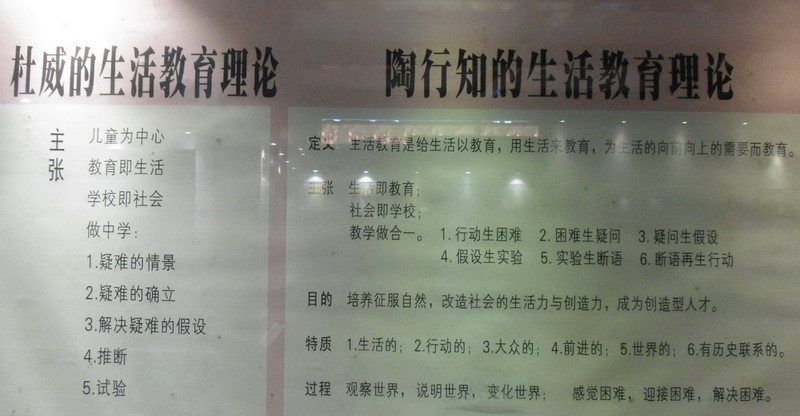 杜威的生活教育理论
主张
儿童为中心
教育即生活
学校即社会
做中学:
1.疑难的情景
2.疑难的确立
3.解决疑难的假设
4.推断
5.试验
陶行知的生活教育理论
定义 生活教育是给生活以教育，用生活来教育，为生活的向前向上的需要而教育。
主张 生活即教育；
社会即学校；
教学做合一。 1.行动生困难 2.困难生疑问 3.疑问生假设
4.假设生实验 5.实验生断语 6.断语再生行动
目的 培养征服自然，改造社会的生活力与创造力，成为创造型人才。
特质 1.生活的；2.行动的；3.大众的；4.前进的；5.世界的；6.有历史联系的。
过程 观察世界，说明世界，变化世界； 感觉困难，迎接困难，解决困难。